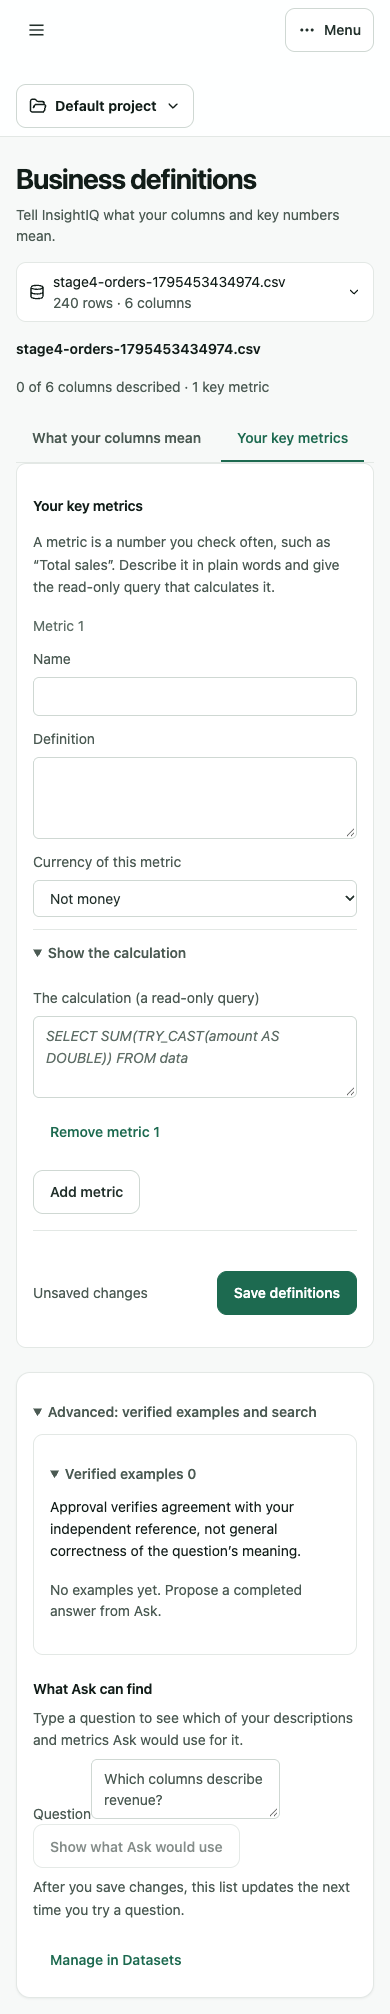 Menu
Default project
Business definitions
Tell InsightIQ what your columns and key numbers
mean.
stage4-orders-1795453434974.csv
240 rows · 6 columns
stage4-orders-1795453434974.csv
0 of 6 columns described · 1 key metric
What your columns mean
Your key metrics
Your key metrics
A metric is a number you check often, such as
“Total sales”. Describe it in plain words and give
the read-only query that calculates it.
Metric 1
Name
Definition
Currency of this metric
Not money
Show the calculation
The calculation (a read-only query)
SELECT SUM(TRY_CAST(amount AS
DOUBLE)) FROM data
Remove metric 1
Add metric
Unsaved changes
Save definitions
Advanced: verified examples and search
Verified examples 0
Approval verifies agreement with your
independent reference, not general
correctness of the question’s meaning.
No examples yet. Propose a completed
answer from Ask.
What Ask can find
Type a question to see which of your descriptions
and metrics Ask would use for it.
Which columns describe
revenue?
Question
Show what Ask would use
After you save changes, this list updates the next
time you try a question.
Manage in Datasets